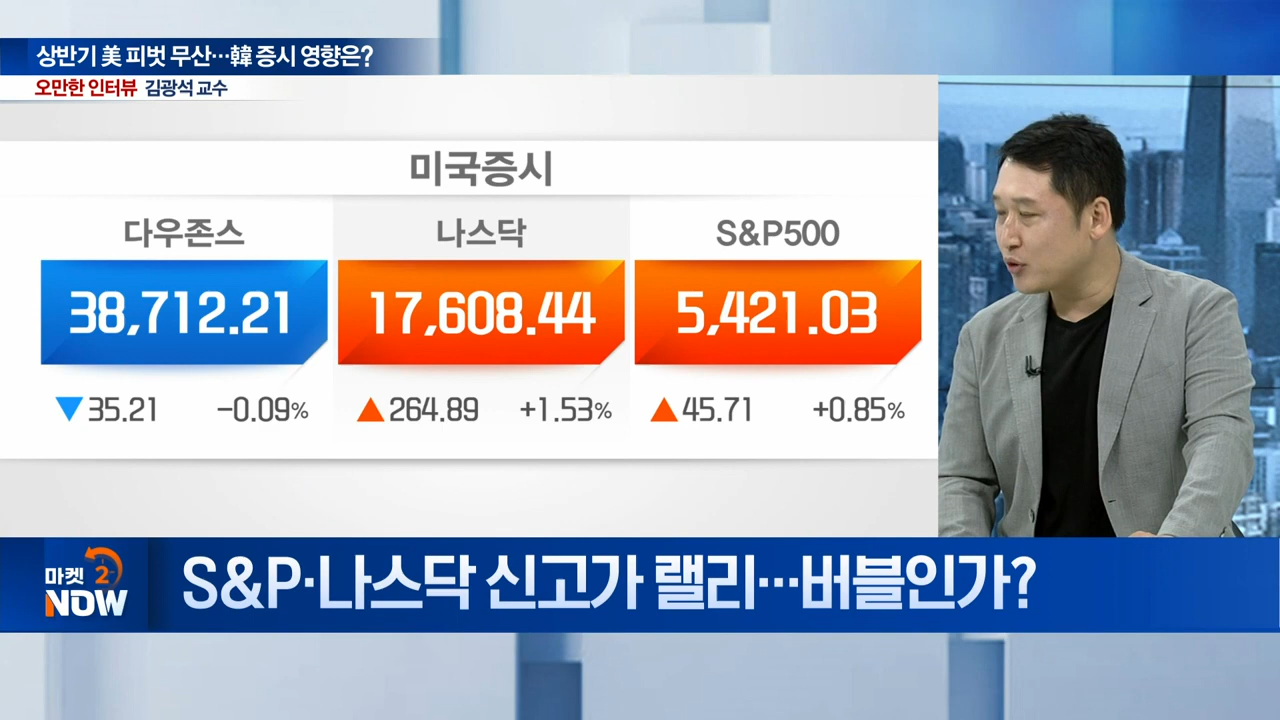 상반기 美 피벗 무산…韓 증시 영향은?
오만한 인터뷰 김광석 교수
미국증시
다우존스 나스닥 S&P500
38,712.21 17,608.44 5,421.03
▼35.21 -0.09% ▲264.89 +1.53% ▲45.71 +0.85%
마켓 2
NOW
S&P·나스닥 신고가 랠리…버블인가?